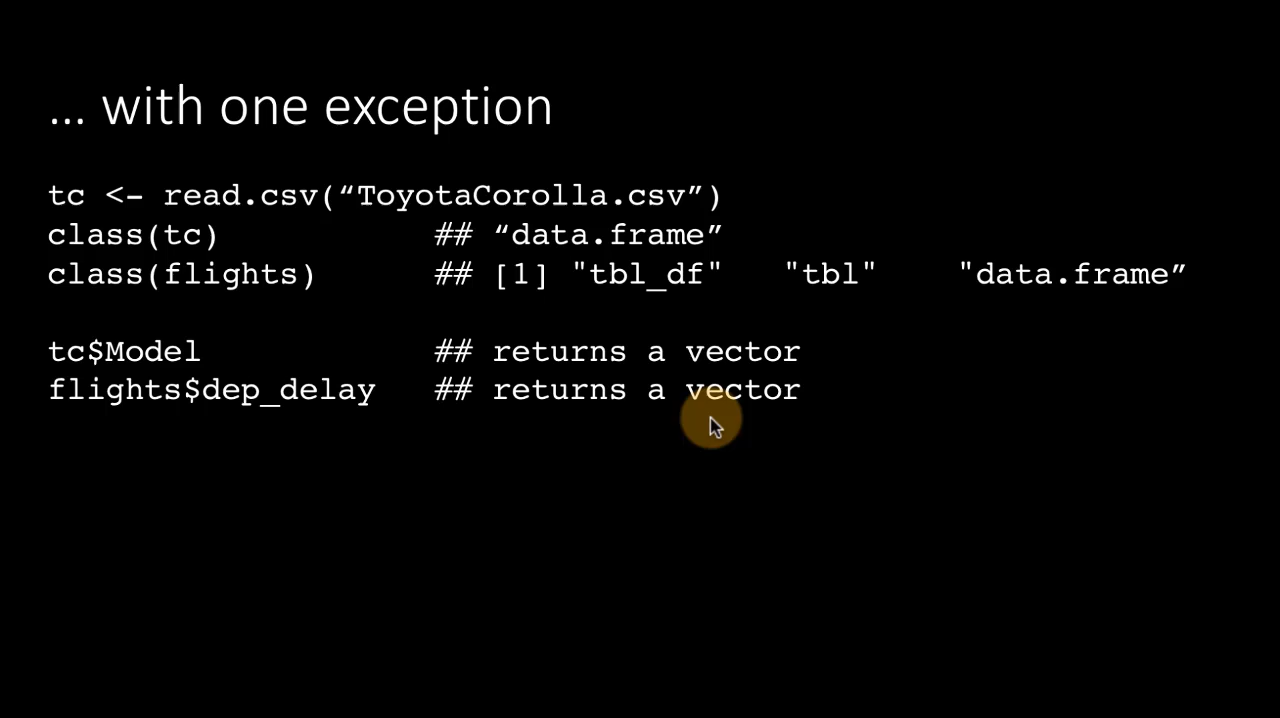 ... with one exception
tc <- read.csv(“ToyotaCorolla.csv”)
class(tc) ## “data.frame”
class(flights) ## [1] "tbl_df" "tbl" "data.frame”
tc$Model ## returns a vector
flights$dep_delay ## returns a vector